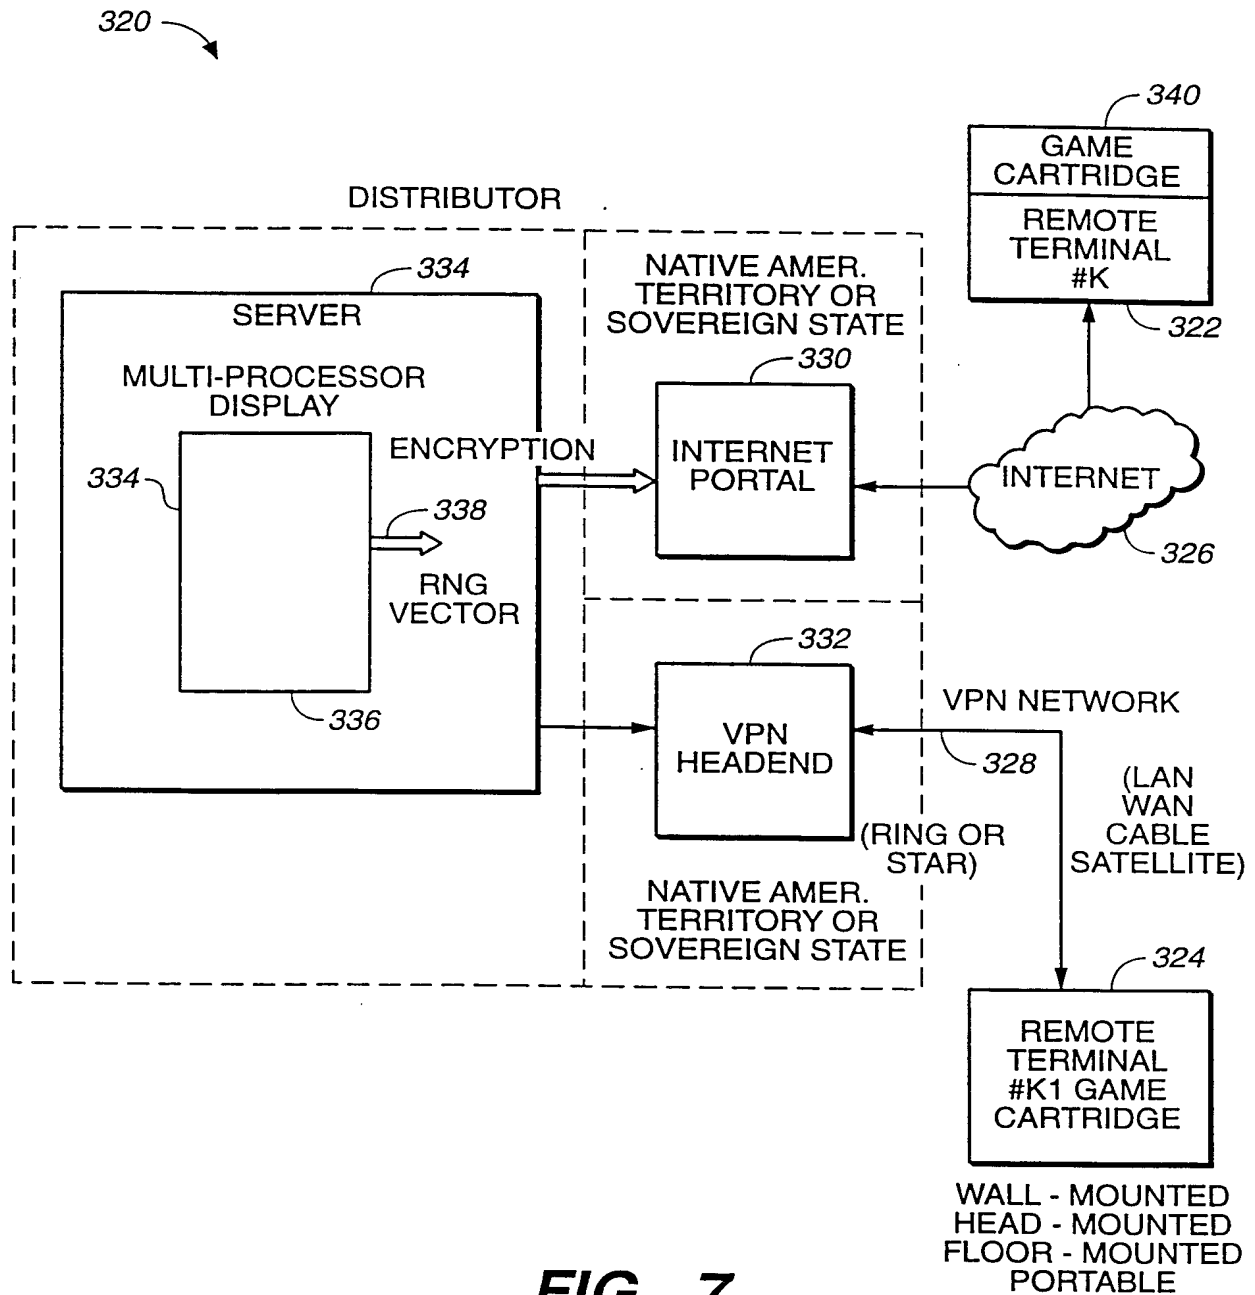 320
340
GAME
CARTRIDGE
REMOTE
TERMINAL
#K
322
DISTRIBUTOR
334
SERVER
MULTI-PROCESSOR
DISPLAY
334
336
338
RNG
VECTOR
ENCRYPTION
NATIVE AMER.
TERRITORY OR
SOVEREIGN STATE
330
INTERNET
PORTAL
INTERNET
326
332
VPN
HEADEND
(RING OR
STAR)
NATIVE AMER.
TERRITORY OR
SOVEREIGN STATE
VPN NETWORK
328
(LAN
WAN
CABLE
SATELLITE)
324
REMOTE
TERMINAL
#K1 GAME
CARTRIDGE
WALL - MOUNTED
HEAD - MOUNTED
FLOOR - MOUNTED
PORTABLE
FIG._7